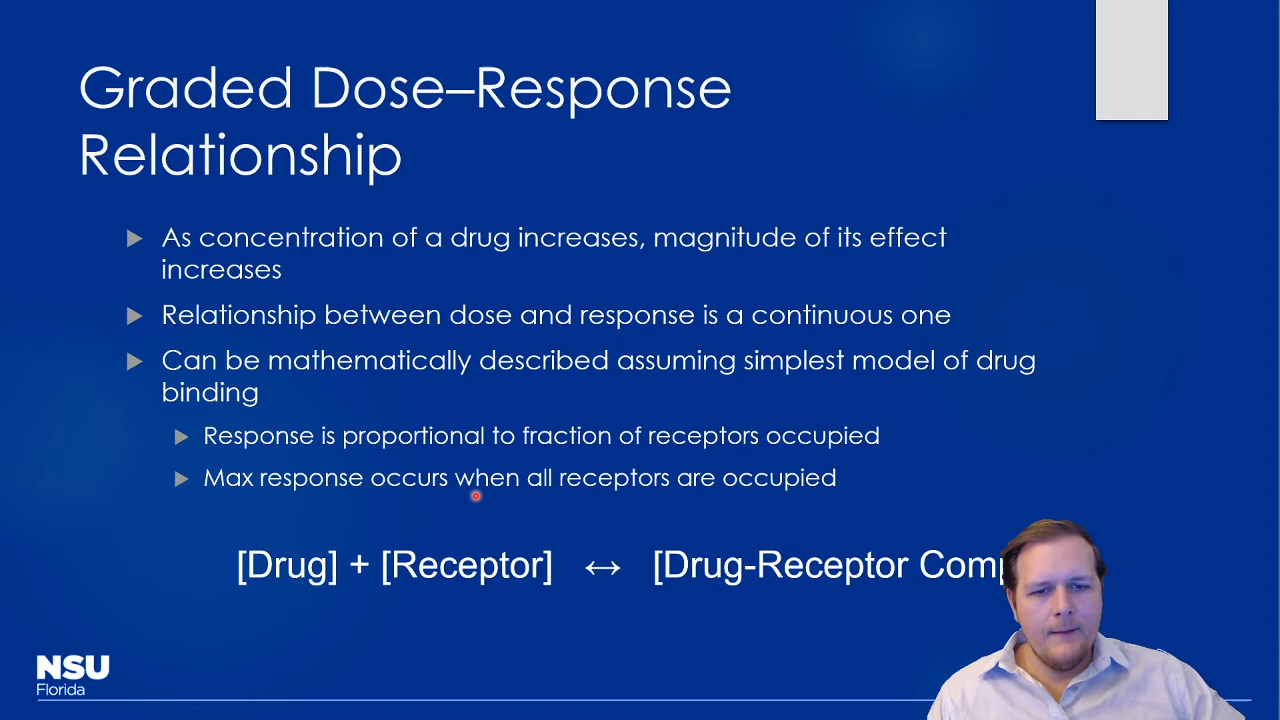 Graded Dose–Response
Relationship
As concentration of a drug increases, magnitude of its effect
increases
Relationship between dose and response is a continuous one
Can be mathematically described assuming simplest model of drug
binding
Response is proportional to fraction of receptors occupied
Max response occurs when all receptors are occupied
[Drug] + [Receptor] ↔ [Drug-Receptor
NSU
Florida